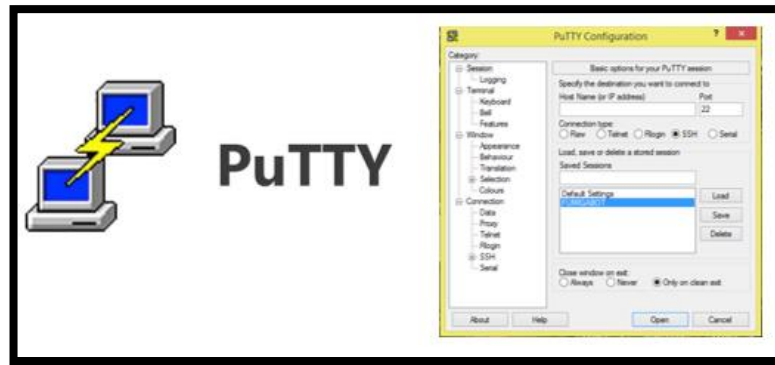 PuTTY
PuTTY Configuration
?
Category:
Session
Logging
Terminal
Keyboard
Bell
Features
Window
Appearance
Behaviour
Translation
Selection
Colours
Connection
Data
Proxy
Telnet
Rlogin
SSH
Serial
Basic options for your PuTTY session
Specify the destination you want to connect to
Host Name (or IP address) Port
22
Connection type:
Raw Telnet Rlogin SSH Serial
Load, save or delete a stored session
Saved Sessions
Default Settings
Load
Save
Delete
Close window on exit:
Always Never Only on clean exit
About Help Open Cancel